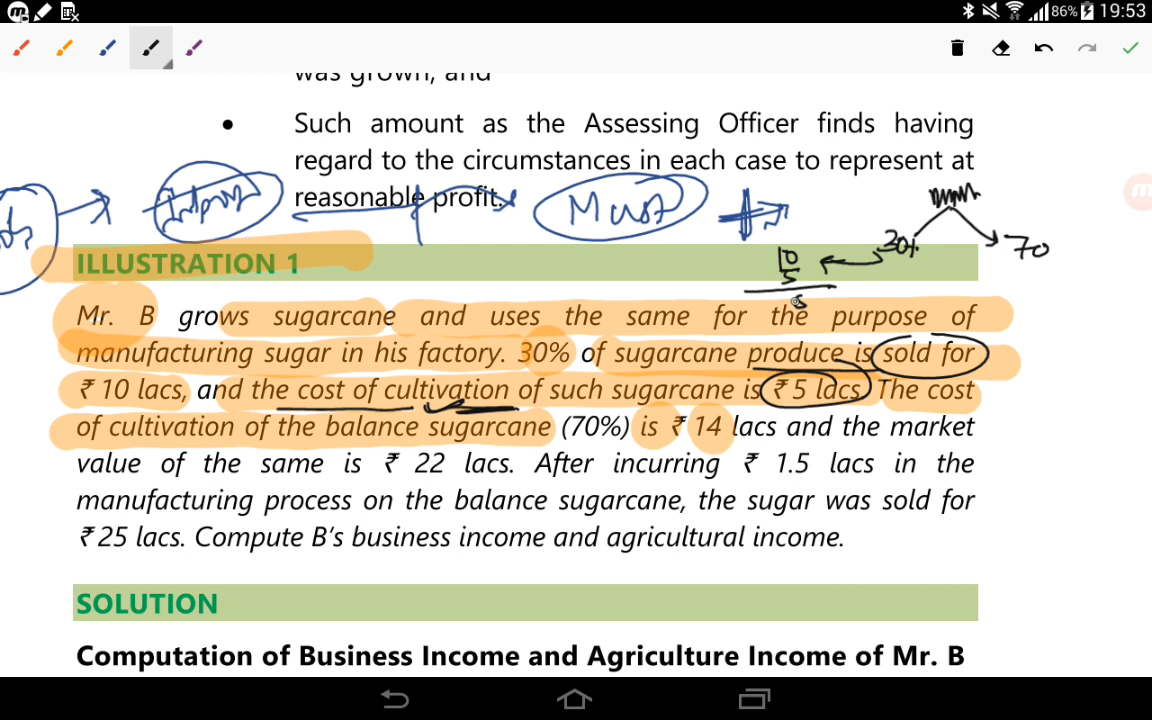 86% 19:53
was grown, and
• Such amount as the Assessing Officer finds having
regard to the circumstances in each case to represent at
reasonable profit.
Must
30%
70
10
5
5
ILLUSTRATION 1
Mr. B grows sugarcane and uses the same for the purpose of
manufacturing sugar in his factory. 30% of sugarcane produce is sold for
₹ 10 lacs, and the cost of cultivation of such sugarcane is ₹ 5 lacs. The cost
of cultivation of the balance sugarcane (70%) is ₹ 14 lacs and the market
value of the same is ₹ 22 lacs. After incurring ₹ 1.5 lacs in the
manufacturing process on the balance sugarcane, the sugar was sold for
₹ 25 lacs. Compute B's business income and agricultural income.
SOLUTION
Computation of Business Income and Agriculture Income of Mr. B